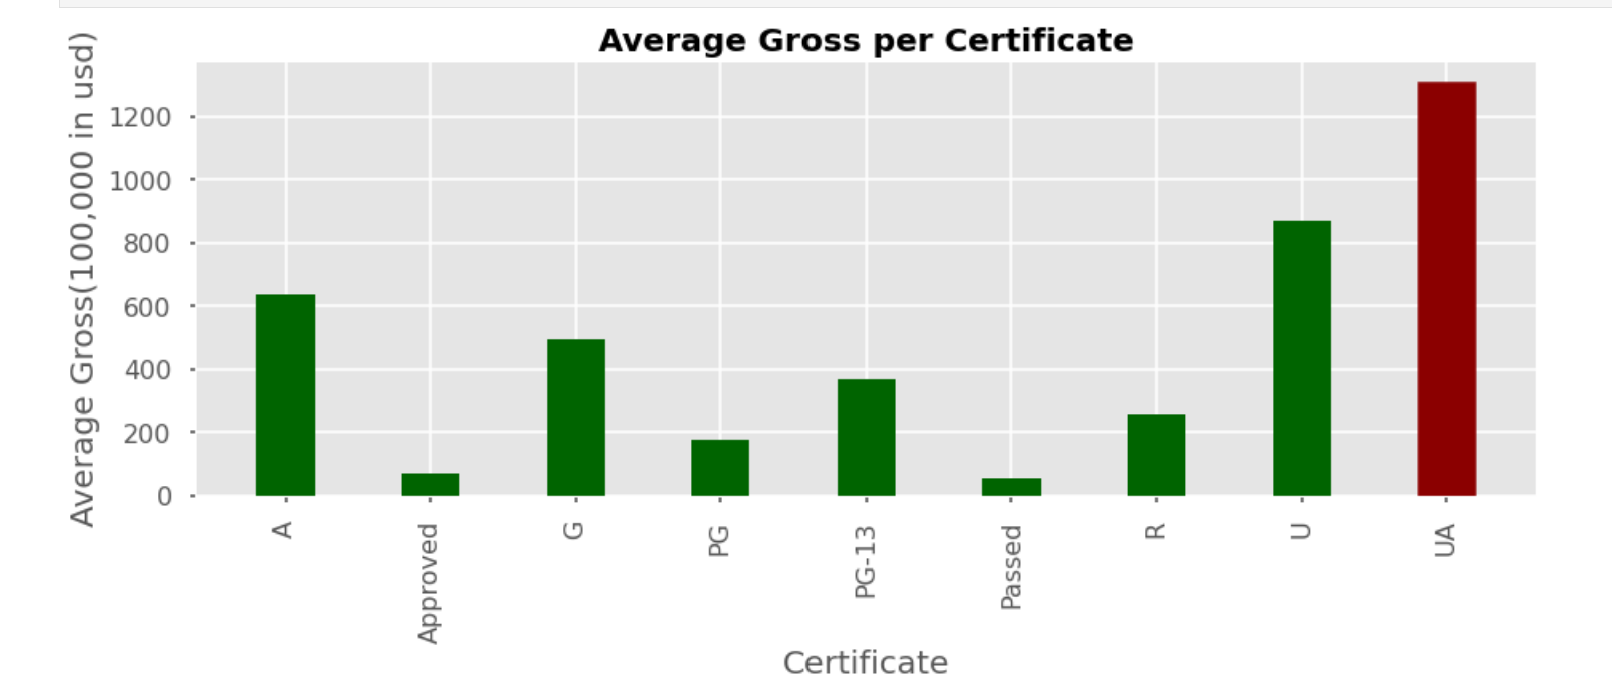 Average Gross per Certificate
Average Gross(100,000 in usd)
1200
1000
800
600
400
200
0
A
Approved
G
PG
PG-13
Passed
R
U
UA
Certificate